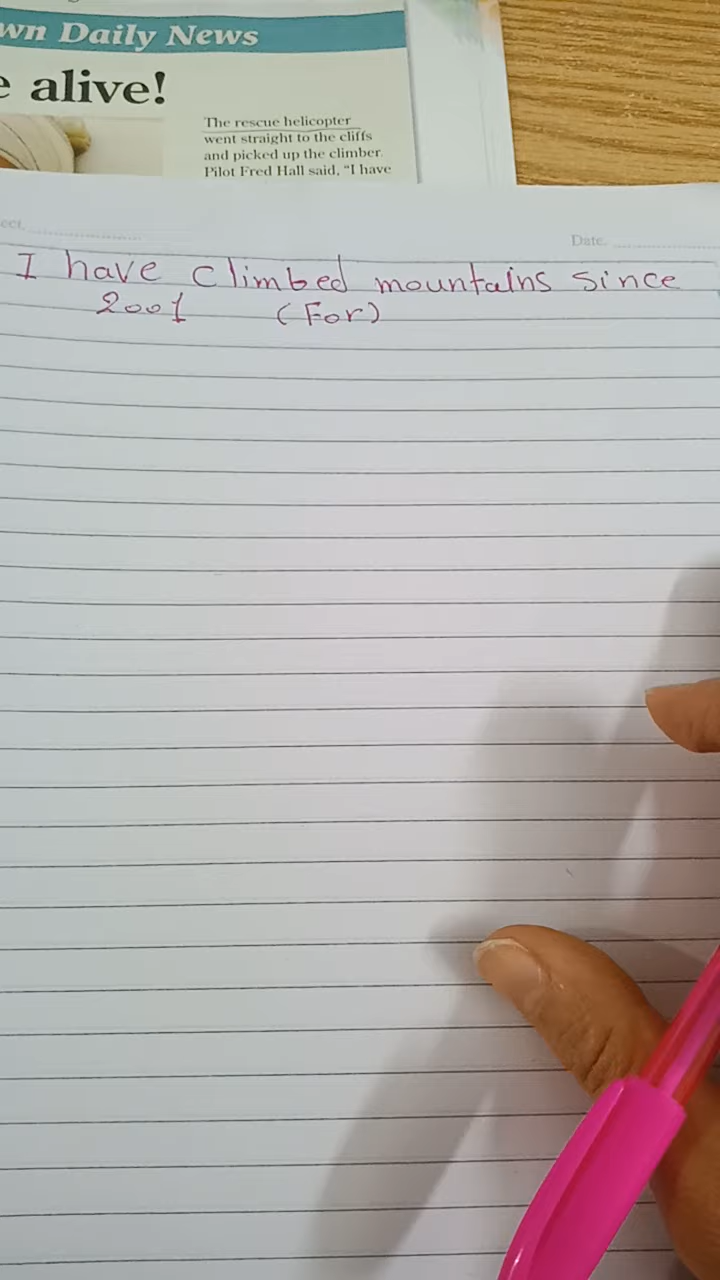 wn Daily News
e alive!
The rescue helicopter
went straight to the cliffs
and picked up the climber.
Pilot Fred Hall said, "I have
ect.
Date.
I have climbed mountains since
2001 (For)